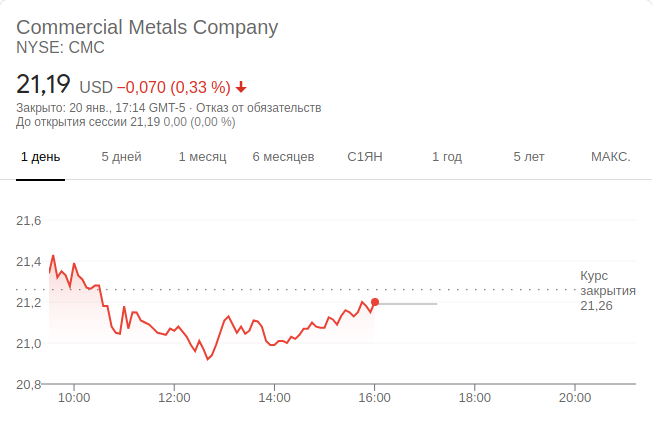 Commercial Metals Company
NYSE: CMC
21,19 USD −0,070 (0,33 %)
Закрыто: 20 янв., 17:14 GMT-5 · Отказ от обязательств
До открытия сессии 21,19 0,00 (0,00 %)
1 день 5 дней 1 месяц 6 месяцев С1ЯН 1 год 5 лет МАКС.
21,6
21,4
21,2
21,0
20,8
Курс
закрытия
21,26
10:00 12:00 14:00 16:00 18:00 20:00